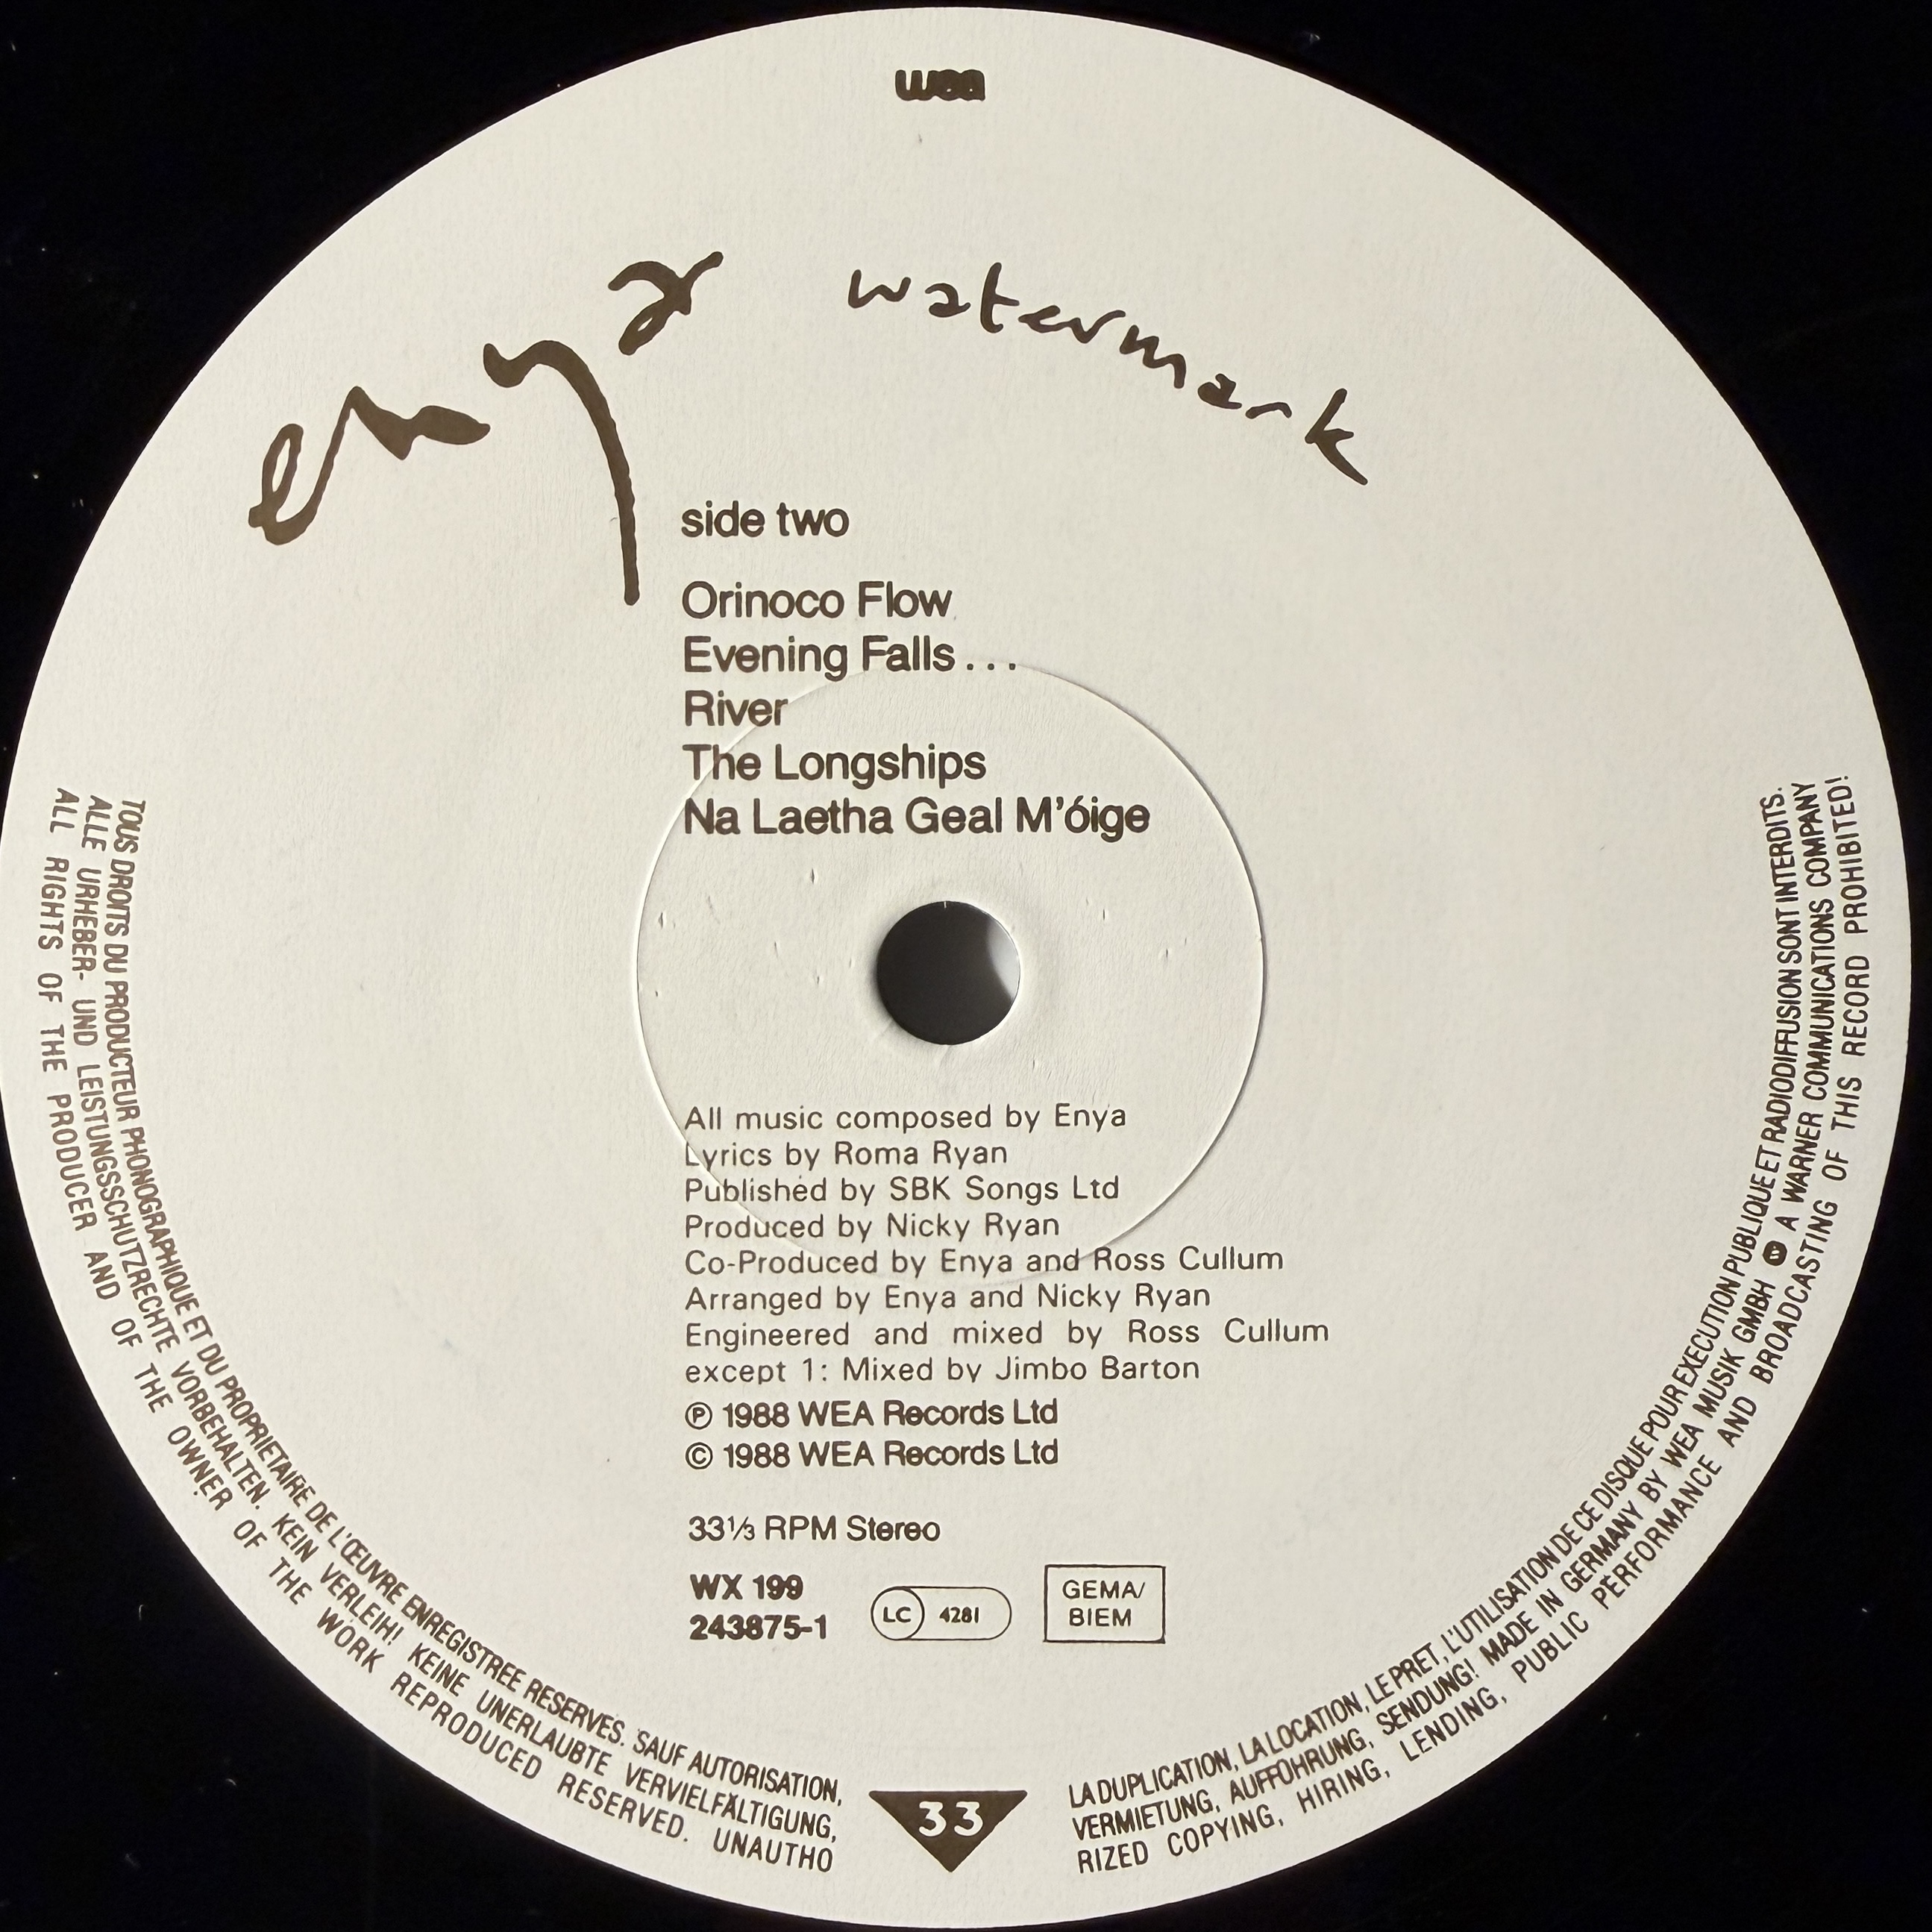 wea
enya watermark
side two
Orinoco Flow
Evening Falls...
River
The Longships
Na Laetha Geal M'óige
All music composed by Enya
Lyrics by Roma Ryan
Published by SBK Songs Ltd
Produced by Nicky Ryan
Co-Produced by Enya and Ross Cullum
Arranged by Enya and Nicky Ryan
Engineered and mixed by Ross Cullum
except 1: Mixed by Jimbo Barton
℗ 1988 WEA Records Ltd
© 1988 WEA Records Ltd
33⅓ RPM Stereo
WX 199
243875-1
LC 4281
GEMA/
BIEM
TOUS DROITS DU PRODUCTEUR PHONOGRAPHIQUE ET DU PROPRIETAIRE DE L'ŒUVRE ENREGISTREE RESERVES. SAUF AUTORISATION, LA DUPLICATION, LA LOCATION, LE PRET, L'UTILISATION DE CE DISQUE POUR EXECUTION PUBLIQUE ET RADIODIFFUSION SONT INTERDITS.
ALLE URHEBER- UND LEISTUNGSSCHUTZRECHTE VORBEHALTEN. KEIN VERLEIH! KEINE UNERLAUBTE VERVIELFÄLTIGUNG, VERMIETUNG, AUFFÜHRUNG, SENDUNG! MADE IN GERMANY BY WEA MUSIK GMBH A WARNER COMMUNICATIONS COMPANY
ALL RIGHTS OF THE PRODUCER AND OF THE OWNER OF THE WORK REPRODUCED RESERVED. UNAUTHORIZED COPYING, HIRING, LENDING, PUBLIC PERFORMANCE AND BROADCASTING OF THIS RECORD PROHIBITED!
33